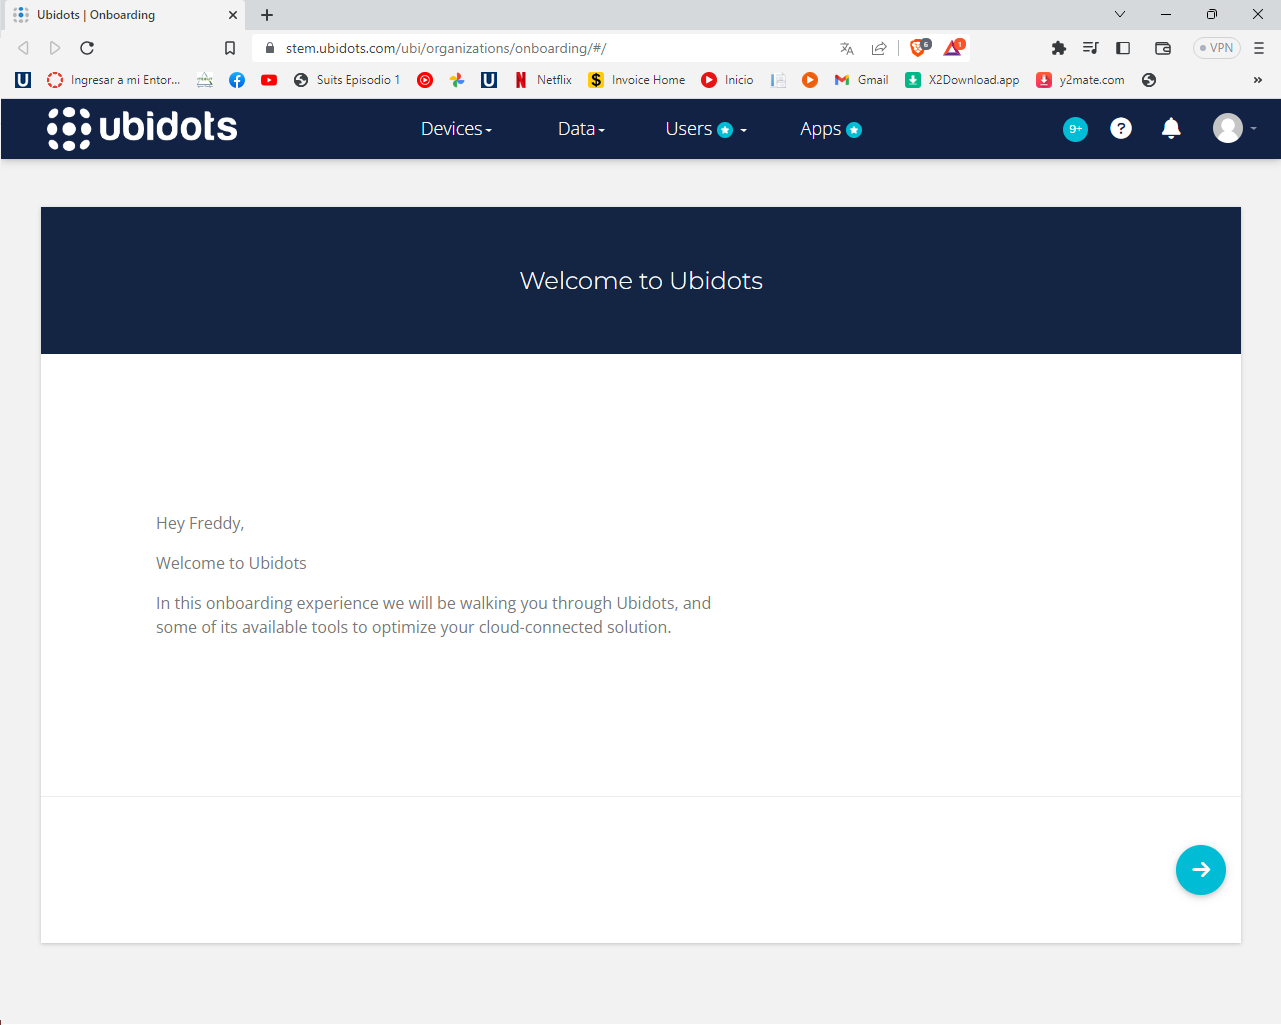 Ubidots | Onboarding
stem.ubidots.com/ubi/organizations/onboarding/#/
6
1
VPN
U
Ingresar a mi Entor...
Suits Episodio 1
U
N
Netflix
$
Invoice Home
Inicio
Gmail
X2Download.app
y2mate.com
»
ubidots
Devices
Data
Users
Apps
9+
?
Welcome to Ubidots
Hey Freddy,
Welcome to Ubidots
In this onboarding experience we will be walking you through Ubidots, and
some of its available tools to optimize your cloud-connected solution.